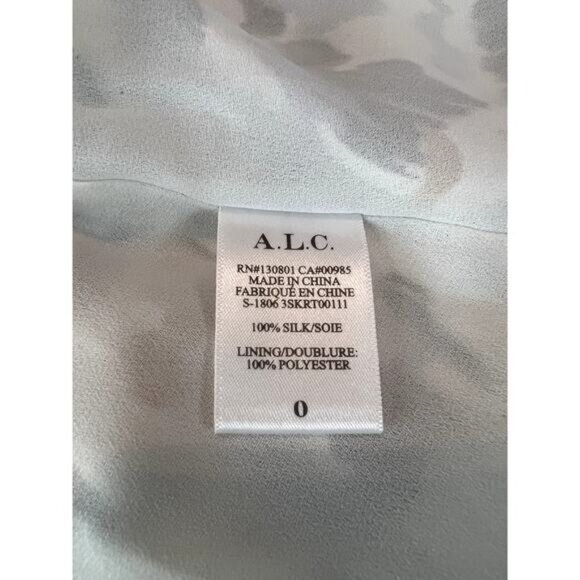 A.L.C.
RN#130801 CA#00985
MADE IN CHINA
FABRIQUÉ EN CHINE
S-1806 3SKRT00111
100% SILK/SOIE
LINING/DOUBLURE:
100% POLYESTER
0